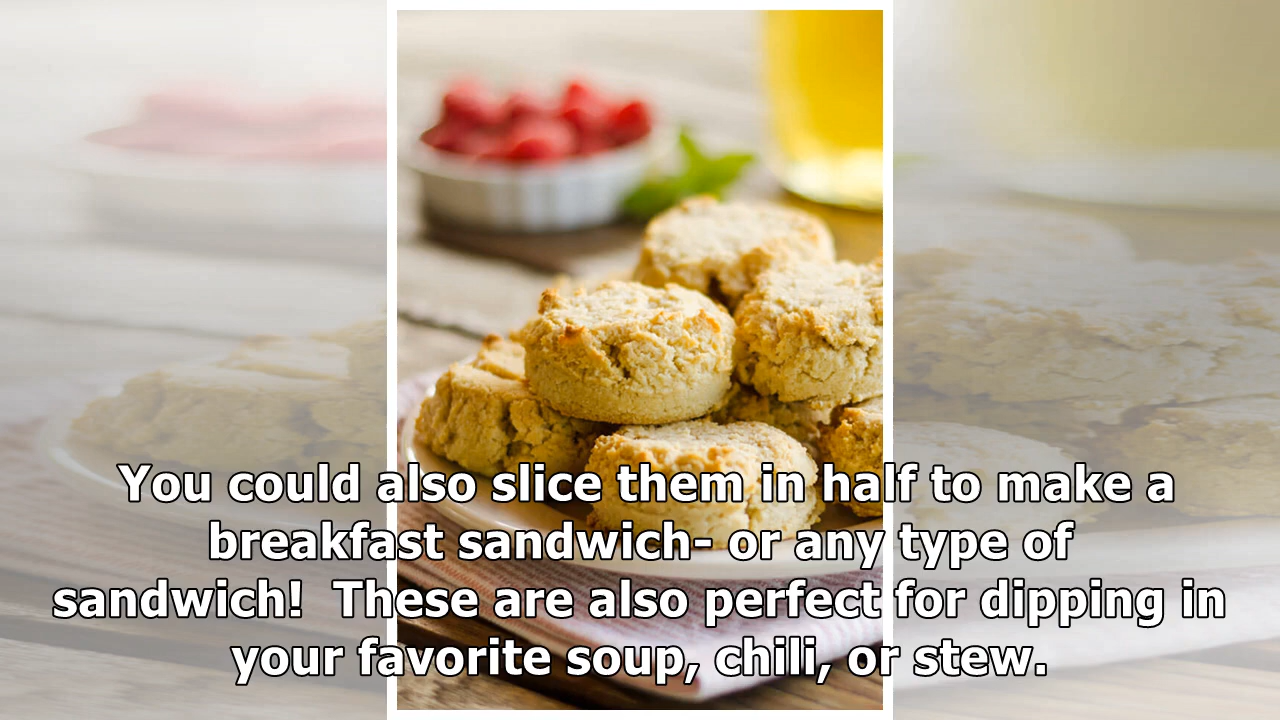 You could also slice them in half to make a
breakfast sandwich- or any type of
sandwich!  These are also perfect for dipping in
your favorite soup, chili, or stew.